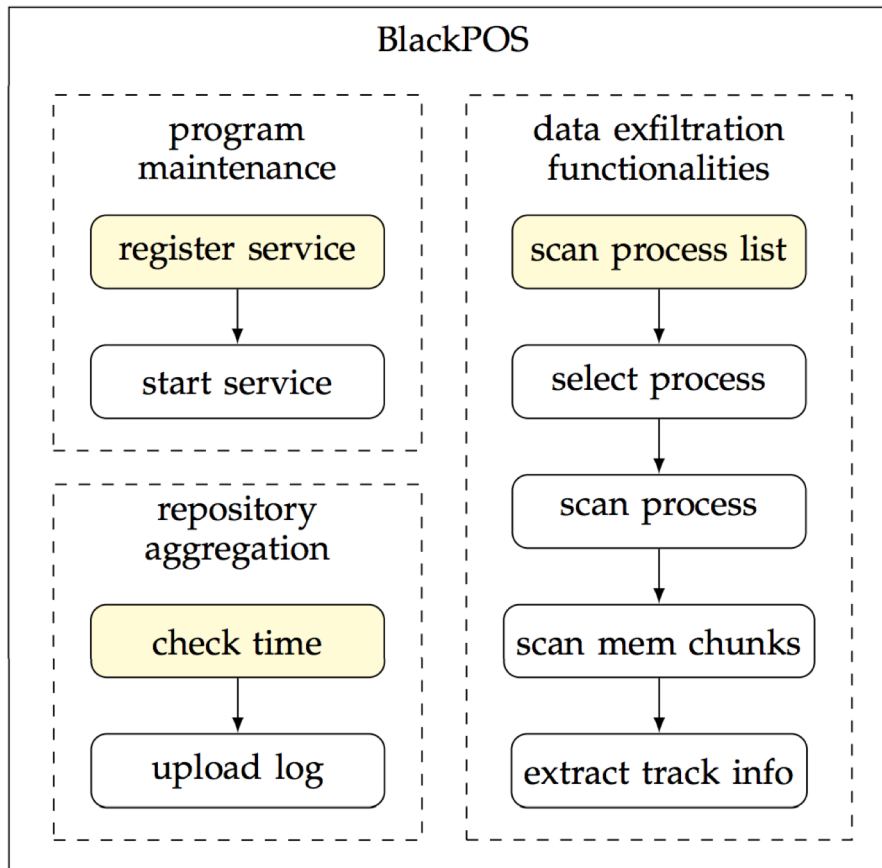 BlackPOS
program
maintenance
register service
start service
repository
aggregation
check time
upload log
data exfiltration
functionalities
scan process list
select process
scan process
scan mem chunks
extract track info